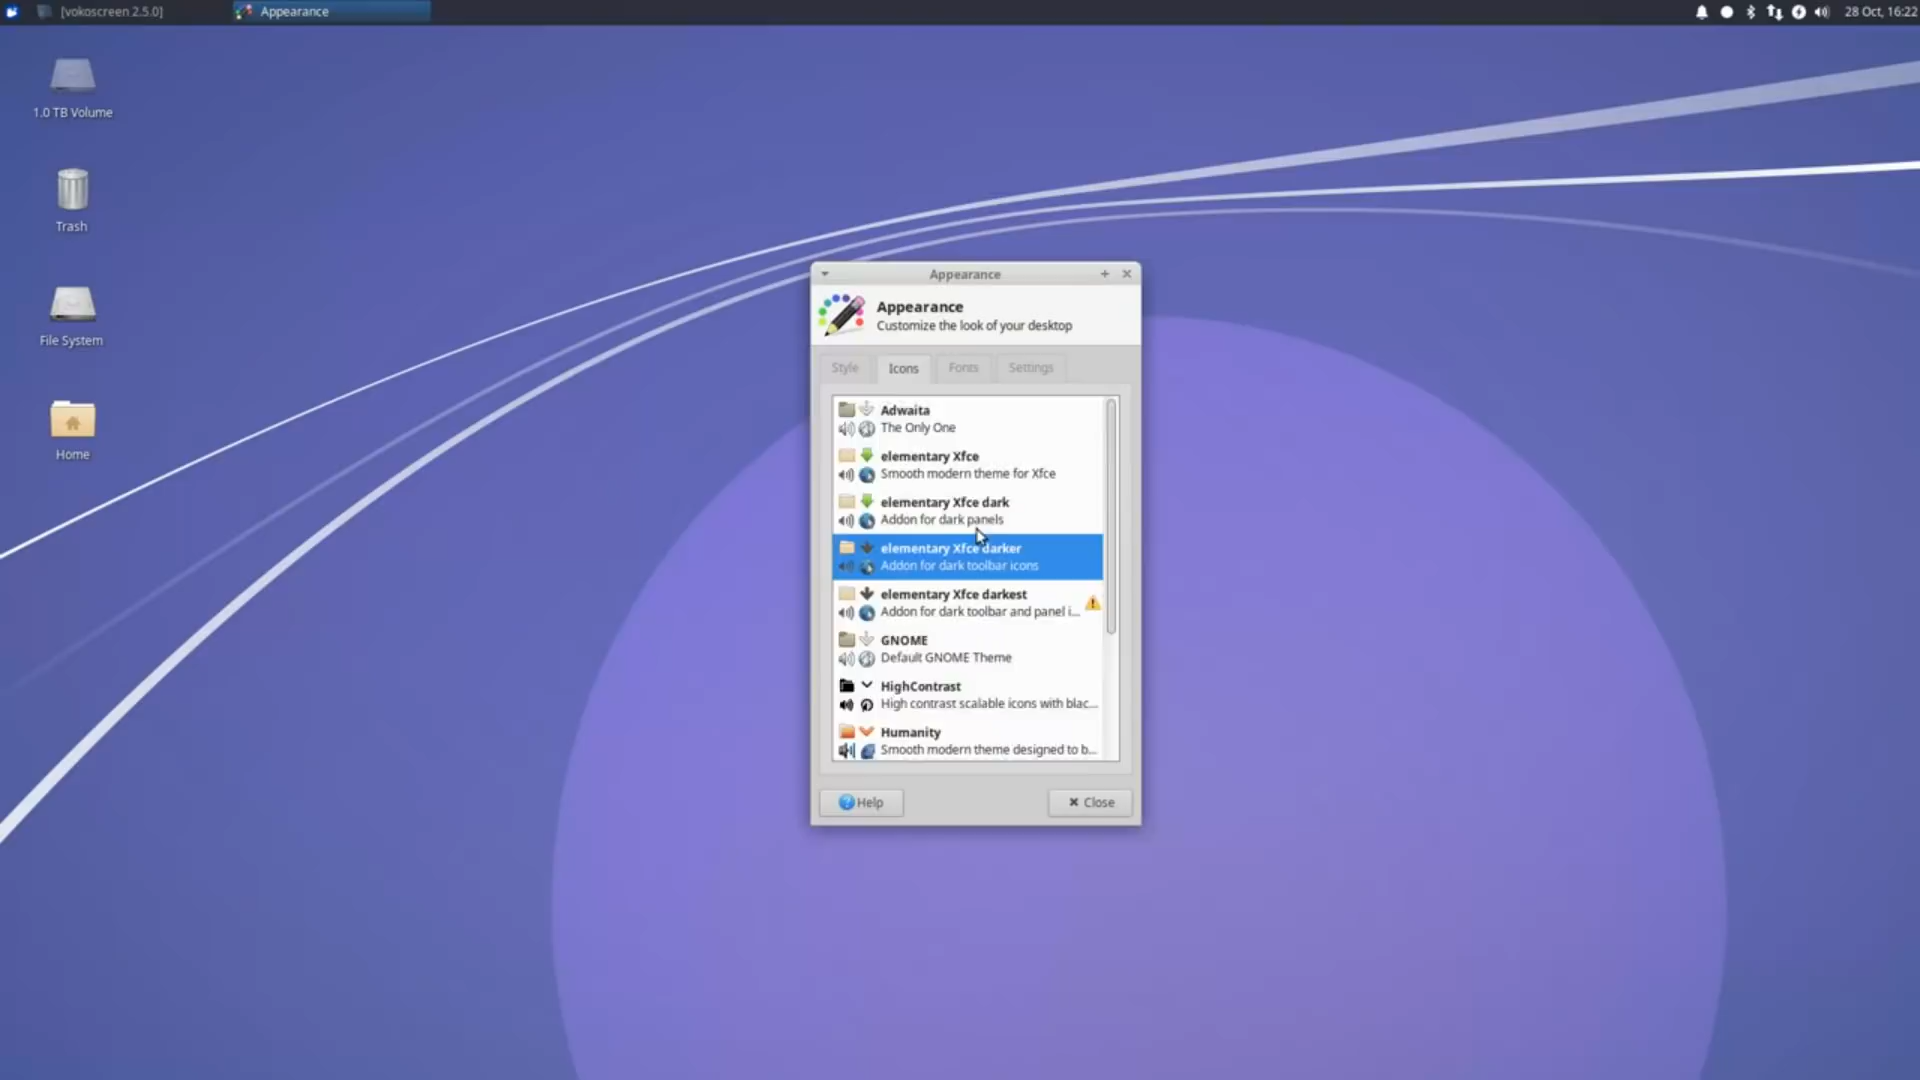 [vokoscreen 2.5.0]
Appearance
28 Oct, 16:22
1.0 TB Volume
Trash
File System
Home
Appearance
Appearance
Customize the look of your desktop
Style
Icons
Fonts
Settings
Adwaita
The Only One
elementary Xfce
Smooth modern theme for Xfce
elementary Xfce dark
Addon for dark panels
elementary Xfce darker
Addon for dark toolbar icons
elementary Xfce darkest
Addon for dark toolbar and panel i...
GNOME
Default GNOME Theme
HighContrast
High contrast scalable icons with blac...
Humanity
Smooth modern theme designed to b...
Help
Close